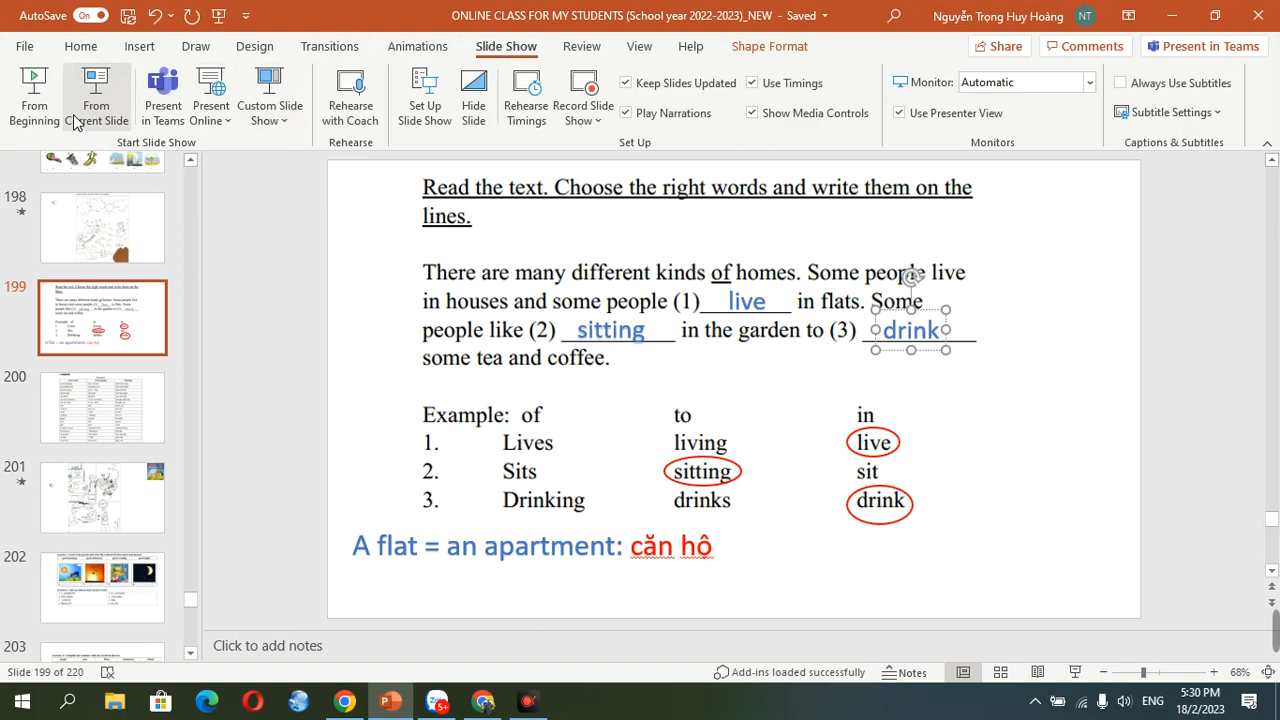 AutoSave On ONLINE CLASS FOR MY STUDENTS (School year 2022-2023)_NEW - Saved Nguyễn Trọng Huy Hoàng NT
File Home Insert Draw Design Transitions Animations Slide Show Review View Help Shape Format Share Comments Present in Teams
From Beginning
From Current Slide
Present in Teams
Present Online
Custom Slide Show
Rehearse with Coach
Set Up Slide Show
Hide Slide
Rehearse Timings
Record Slide Show
Keep Slides Updated
Play Narrations
Use Timings
Show Media Controls
Monitor: Automatic
Use Presenter View
Always Use Subtitles
Subtitle Settings
Start Slide Show Rehearse Set Up Monitors Captions & Subtitles
198
199
200
201
202
203
Read the text. Choose the right words and write them on the
lines.
There are many different kinds of homes. Some people live
in houses and some people (1) live in flats. Some
people like (2) sitting in the garden to (3) drink
some tea and coffee.
Example: of to in
1. Lives living live
2. Sits sitting sit
3. Drinking drinks drink
A flat = an apartment: căn hộ
Click to add notes
Slide 199 of 220 Add-ins loaded successfully Notes 68%
ENG 5:30 PM
18/2/2023